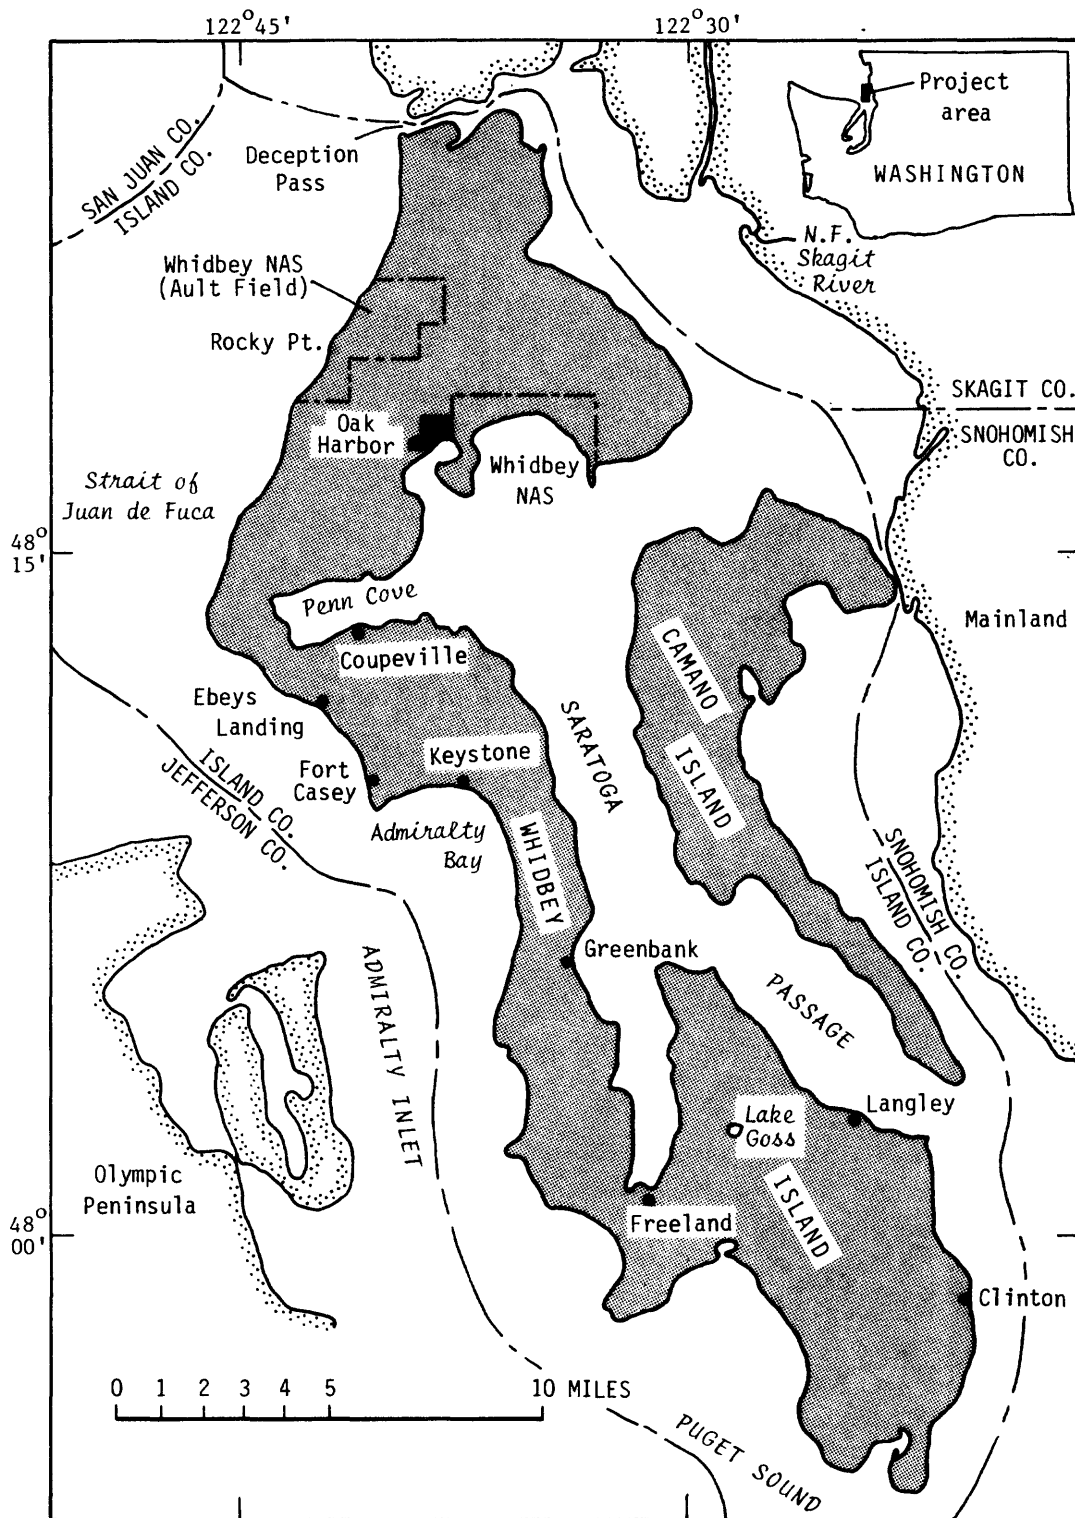 122°45'
122°30'
Project
area
WASHINGTON
SAN JUAN CO.
ISLAND CO.
Deception
Pass
N.F.
Skagit
River
Whidbey NAS
(Ault Field)
Rocky Pt.
SKAGIT CO.
SNOHOMISH
CO.
Oak
Harbor
Whidbey
NAS
Strait of
Juan de Fuca
48°
15'
Penn Cove
Mainland
Coupeville
CAMANO
ISLAND
Ebeys
Landing
SARATOGA
PASSAGE
Keystone
Fort
Casey
ISLAND CO.
JEFFERSON CO.
Admiralty
Bay
WHIDBEY
ISLAND
SNOHOMISH CO.
ISLAND CO.
Greenbank
ADMIRALTY INLET
Langley
Lake
Goss
Olympic
Peninsula
Freeland
48°
00'
Clinton
0 1 2 3 4 5 10 MILES
PUGET SOUND